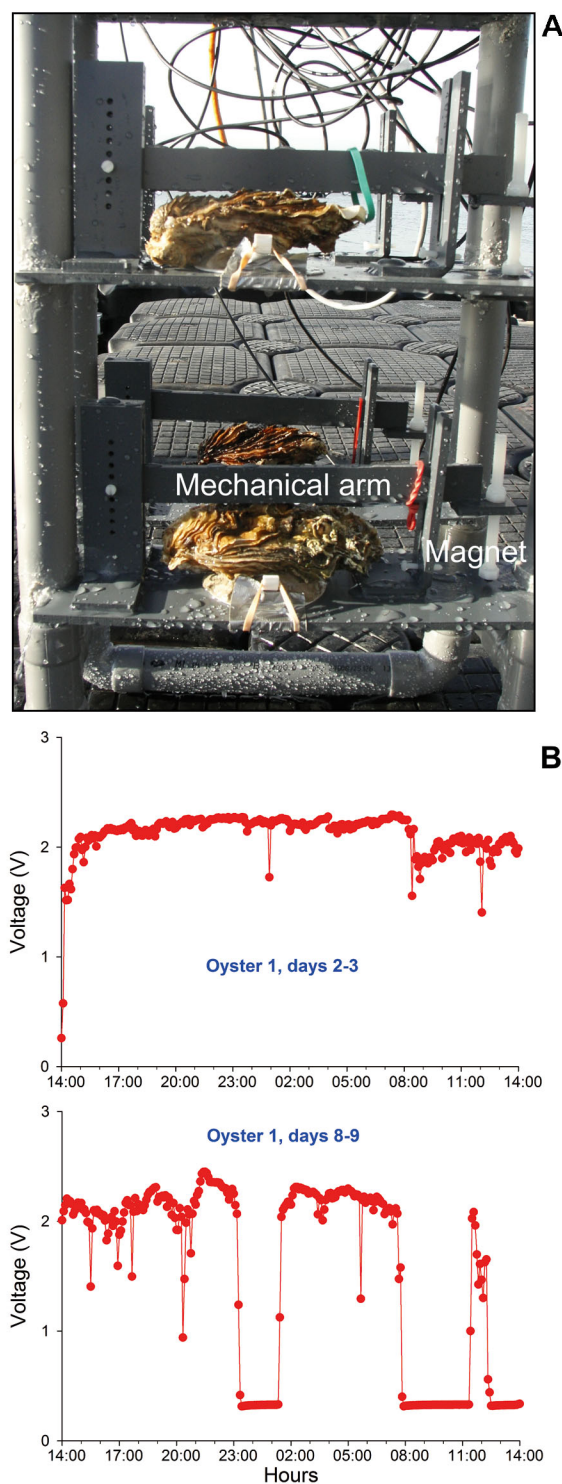 A
Mechanical arm
Magnet
B
3
2
1
0
Voltage (V)
Oyster 1, days 2-3
14:00 17:00 20:00 23:00 02:00 05:00 08:00 11:00 14:00
Oyster 1, days 8-9
3
2
1
0
Voltage (V)
14:00 17:00 20:00 23:00 02:00 05:00 08:00 11:00 14:00
Hours